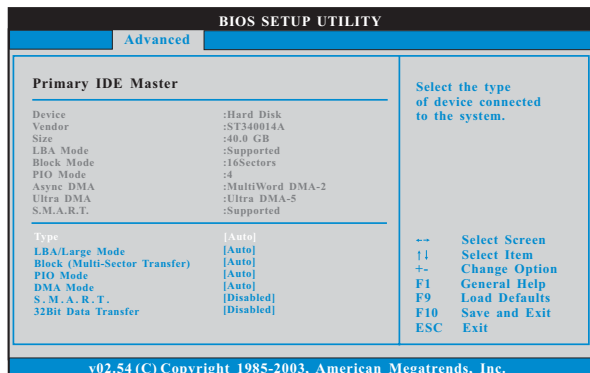 BIOS SETUP UTILITY
Advanced
Primary IDE Master
Device :Hard Disk
Vendor :ST340014A
Size :40.0 GB
LBA Mode :Supported
Block Mode :16Sectors
PIO Mode :4
Async DMA :MultiWord DMA-2
Ultra DMA :Ultra DMA-5
S.M.A.R.T. :Supported
Type [Auto]
LBA/Large Mode [Auto]
Block (Multi-Sector Transfer) [Auto]
PIO Mode [Auto]
DMA Mode [Auto]
S.M.A.R.T. [Disabled]
32Bit Data Transfer [Disabled]
Select the type
of device connected
to the system.
←→ Select Screen
↑↓ Select Item
+- Change Option
F1 General Help
F9 Load Defaults
F10 Save and Exit
ESC Exit
v02.54 (C) Copyright 1985-2003, American Megatrends, Inc.